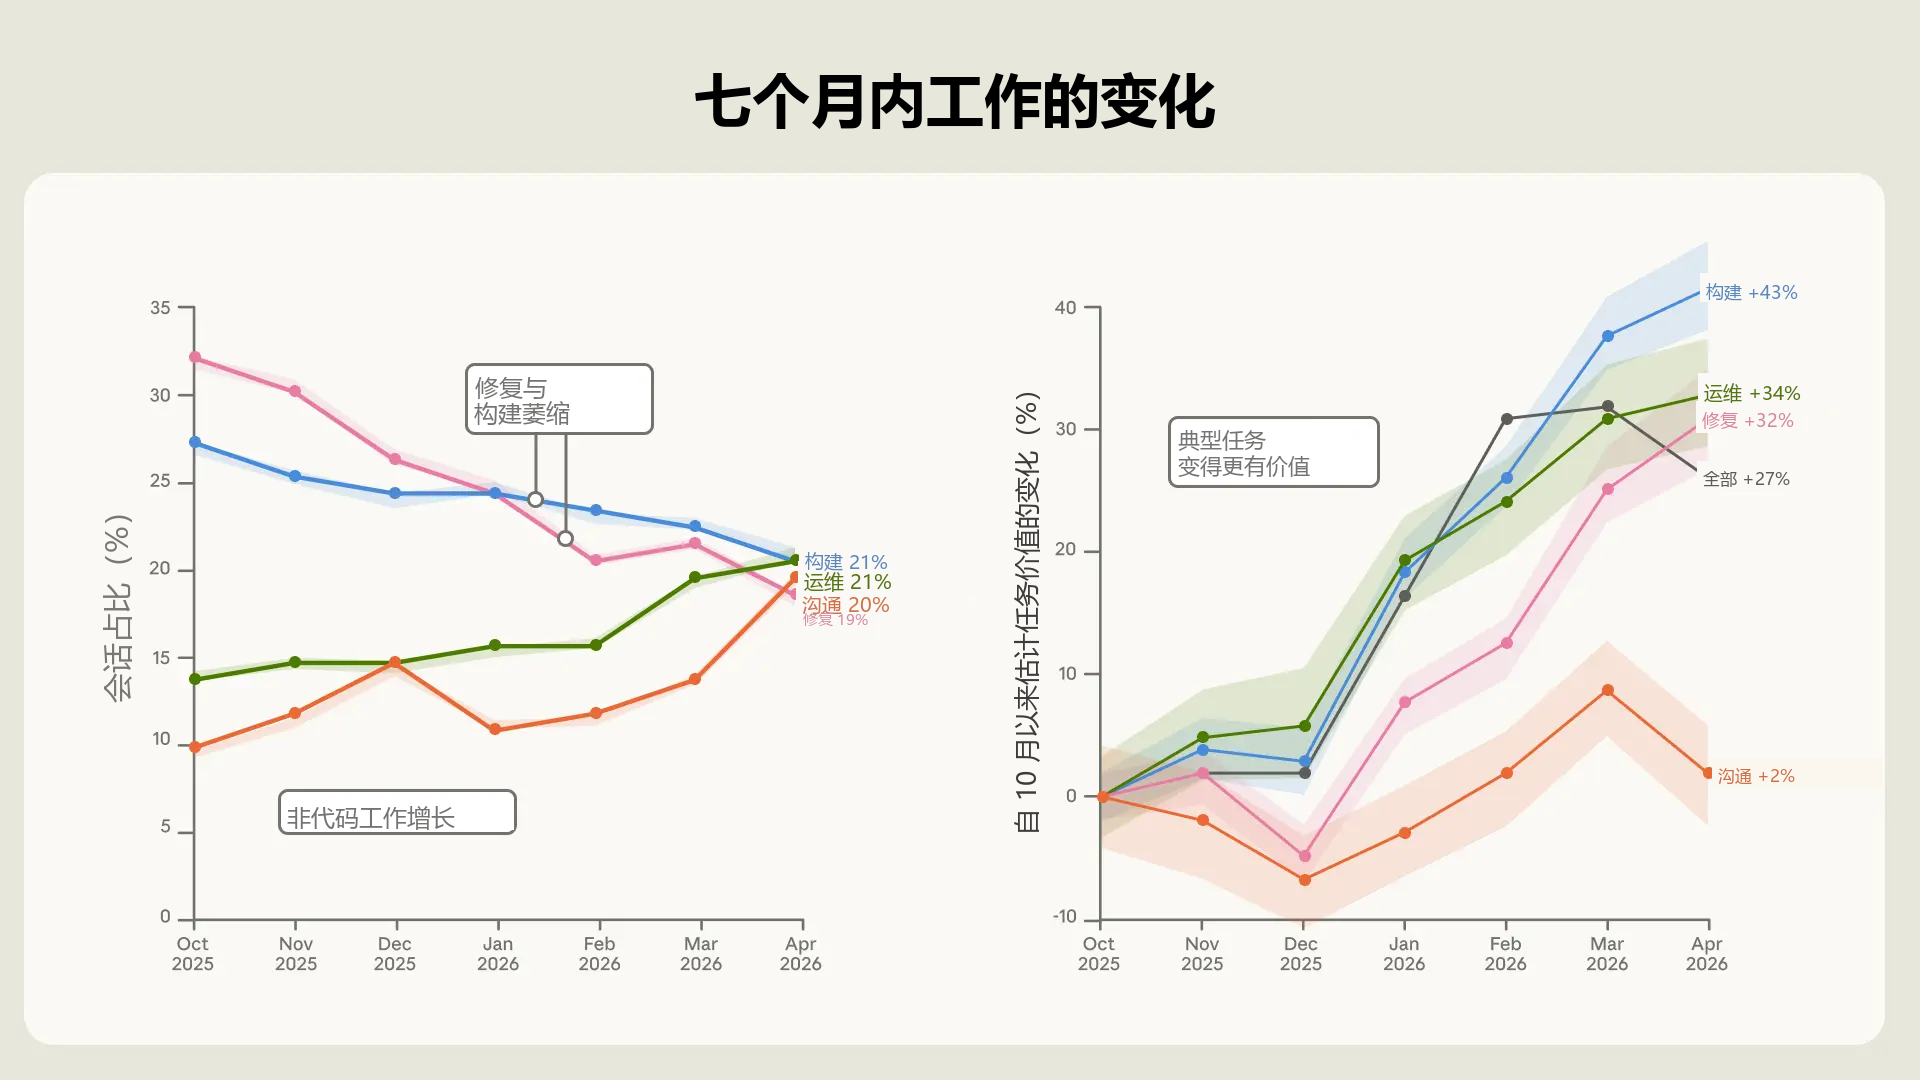 七个月内工作的变化
会话占比 (%)
35
30
25
20
15
10
5
0
修复与
构建萎缩
非代码工作增长
构建 21%
运维 21%
沟通 20%
修复 19%
Oct
2025
Nov
2025
Dec
2025
Jan
2026
Feb
2026
Mar
2026
Apr
2026
自 10 月以来估计任务价值的变化 (%)
40
30
20
10
0
-10
典型任务
变得更有价值
构建 +43%
运维 +34%
修复 +32%
全部 +27%
沟通 +2%
Oct
2025
Nov
2025
Dec
2025
Jan
2026
Feb
2026
Mar
2026
Apr
2026